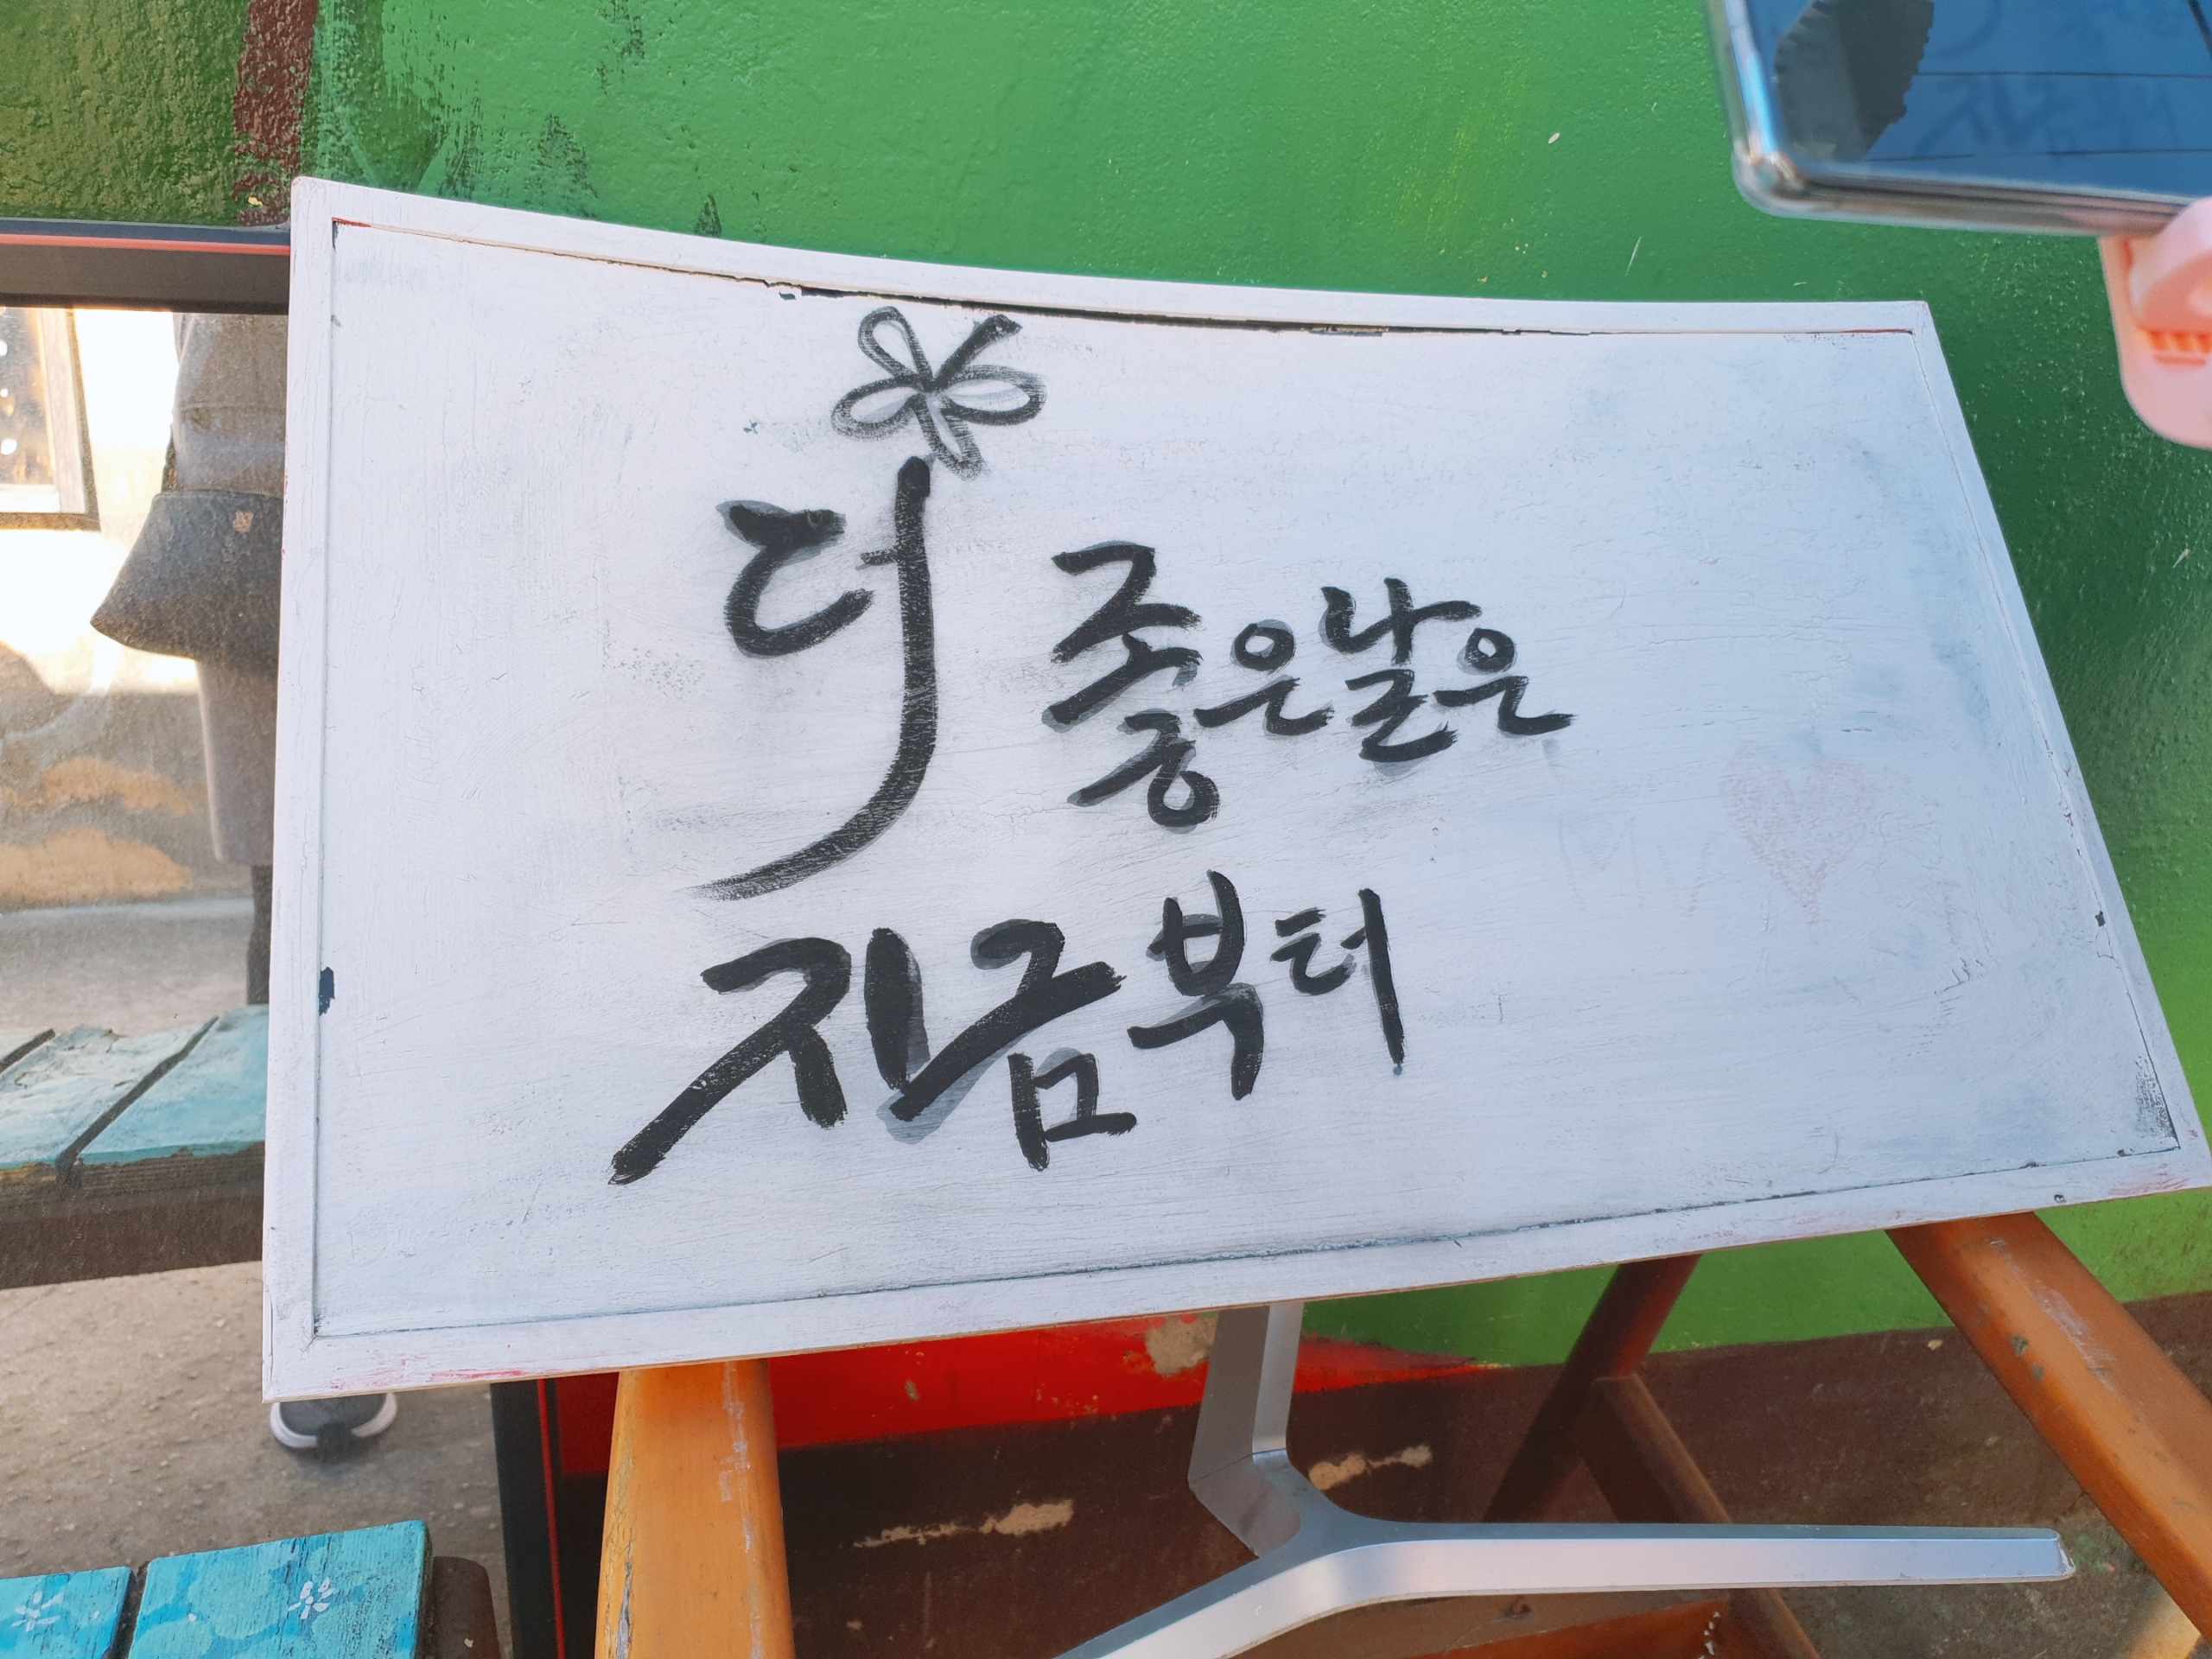 더 좋은 날은
지금부터